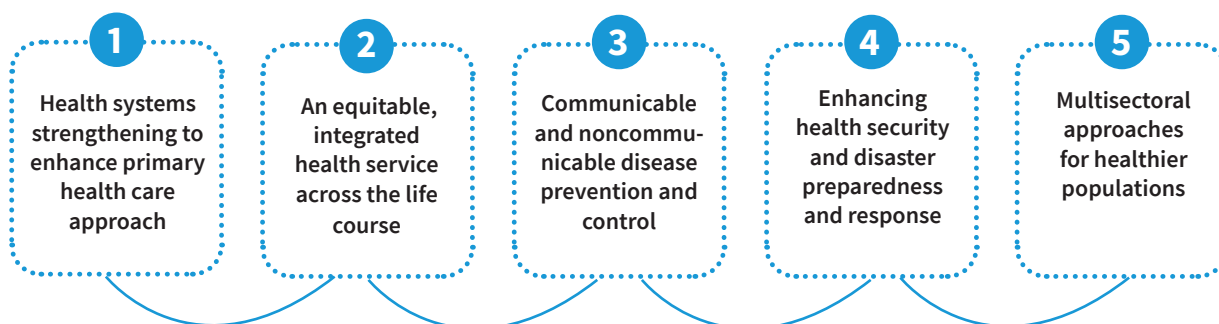 1
Health systems
strengthening to
enhance primary
health care
approach
2
An equitable,
integrated
health service
across the life
course
3
Communicable
and noncommu-
nicable disease
prevention and
control
4
Enhancing
health security
and disaster
preparedness
and response
5
Multisectoral
approaches
for healthier
populations